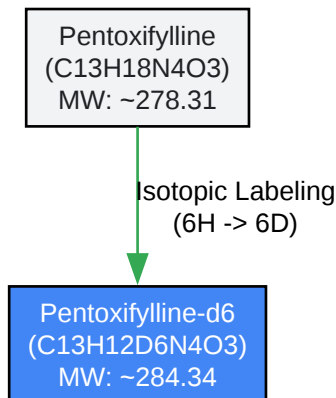 Pentoxifylline
(C13H18N4O3)
MW: ~278.31
Isotopic Labeling
(6H -> 6D)
Pentoxifylline-d6
(C13H12D6N4O3)
MW: ~284.34